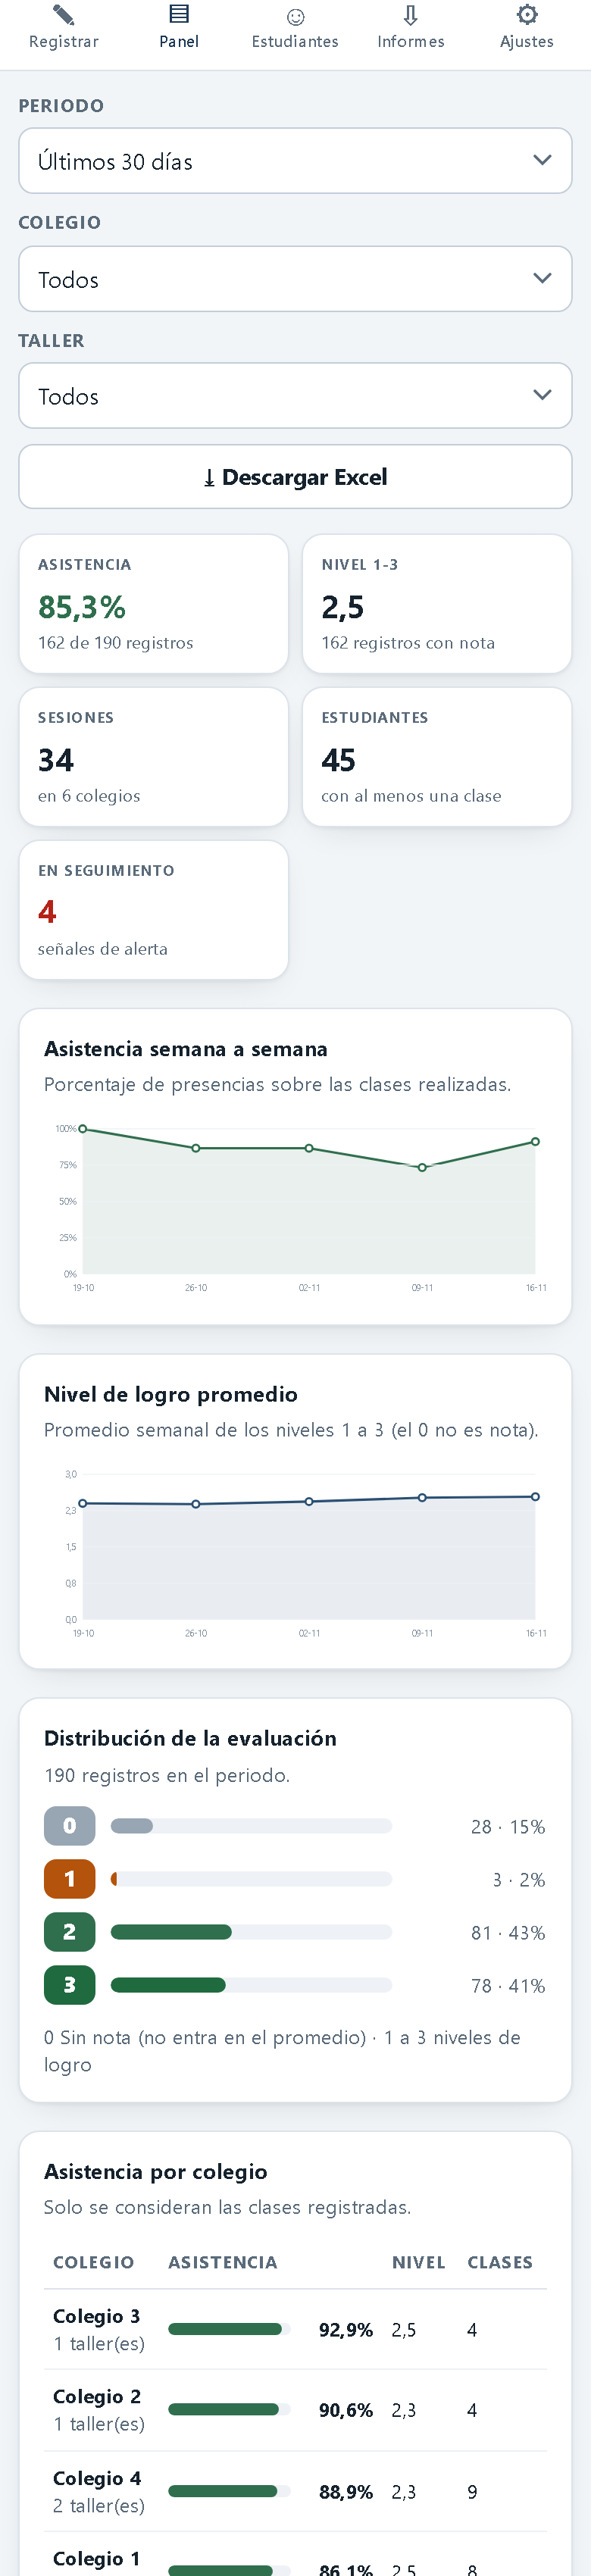 Registrar
Panel
Estudiantes
Informes
Ajustes
PERIODO
Últimos 30 días
COLEGIO
Todos
TALLER
Todos
⤓ Descargar Excel
ASISTENCIA
85,3%
162 de 190 registros
NIVEL 1-3
2,5
162 registros con nota
SESIONES
34
en 6 colegios
ESTUDIANTES
45
con al menos una clase
EN SEGUIMIENTO
4
señales de alerta
Asistencia semana a semana
Porcentaje de presencias sobre las clases realizadas.
100%
75%
50%
25%
0%
19-10 26-10 02-11 09-11 16-11
Nivel de logro promedio
Promedio semanal de los niveles 1 a 3 (el 0 no es nota).
3,0
2,3
1,5
0,8
0,0
19-10 26-10 02-11 09-11 16-11
Distribución de la evaluación
190 registros en el periodo.
0 28 · 15%
1 3 · 2%
2 81 · 43%
3 78 · 41%
0 Sin nota (no entra en el promedio) · 1 a 3 niveles de
logro
Asistencia por colegio
Solo se consideran las clases registradas.
COLEGIO ASISTENCIA NIVEL CLASES
Colegio 3
1 taller(es)
92,9% 2,5 4
Colegio 2
1 taller(es)
90,6% 2,3 4
Colegio 4
2 taller(es)
88,9% 2,3 9
Colegio 1
86,1% 2,5 8